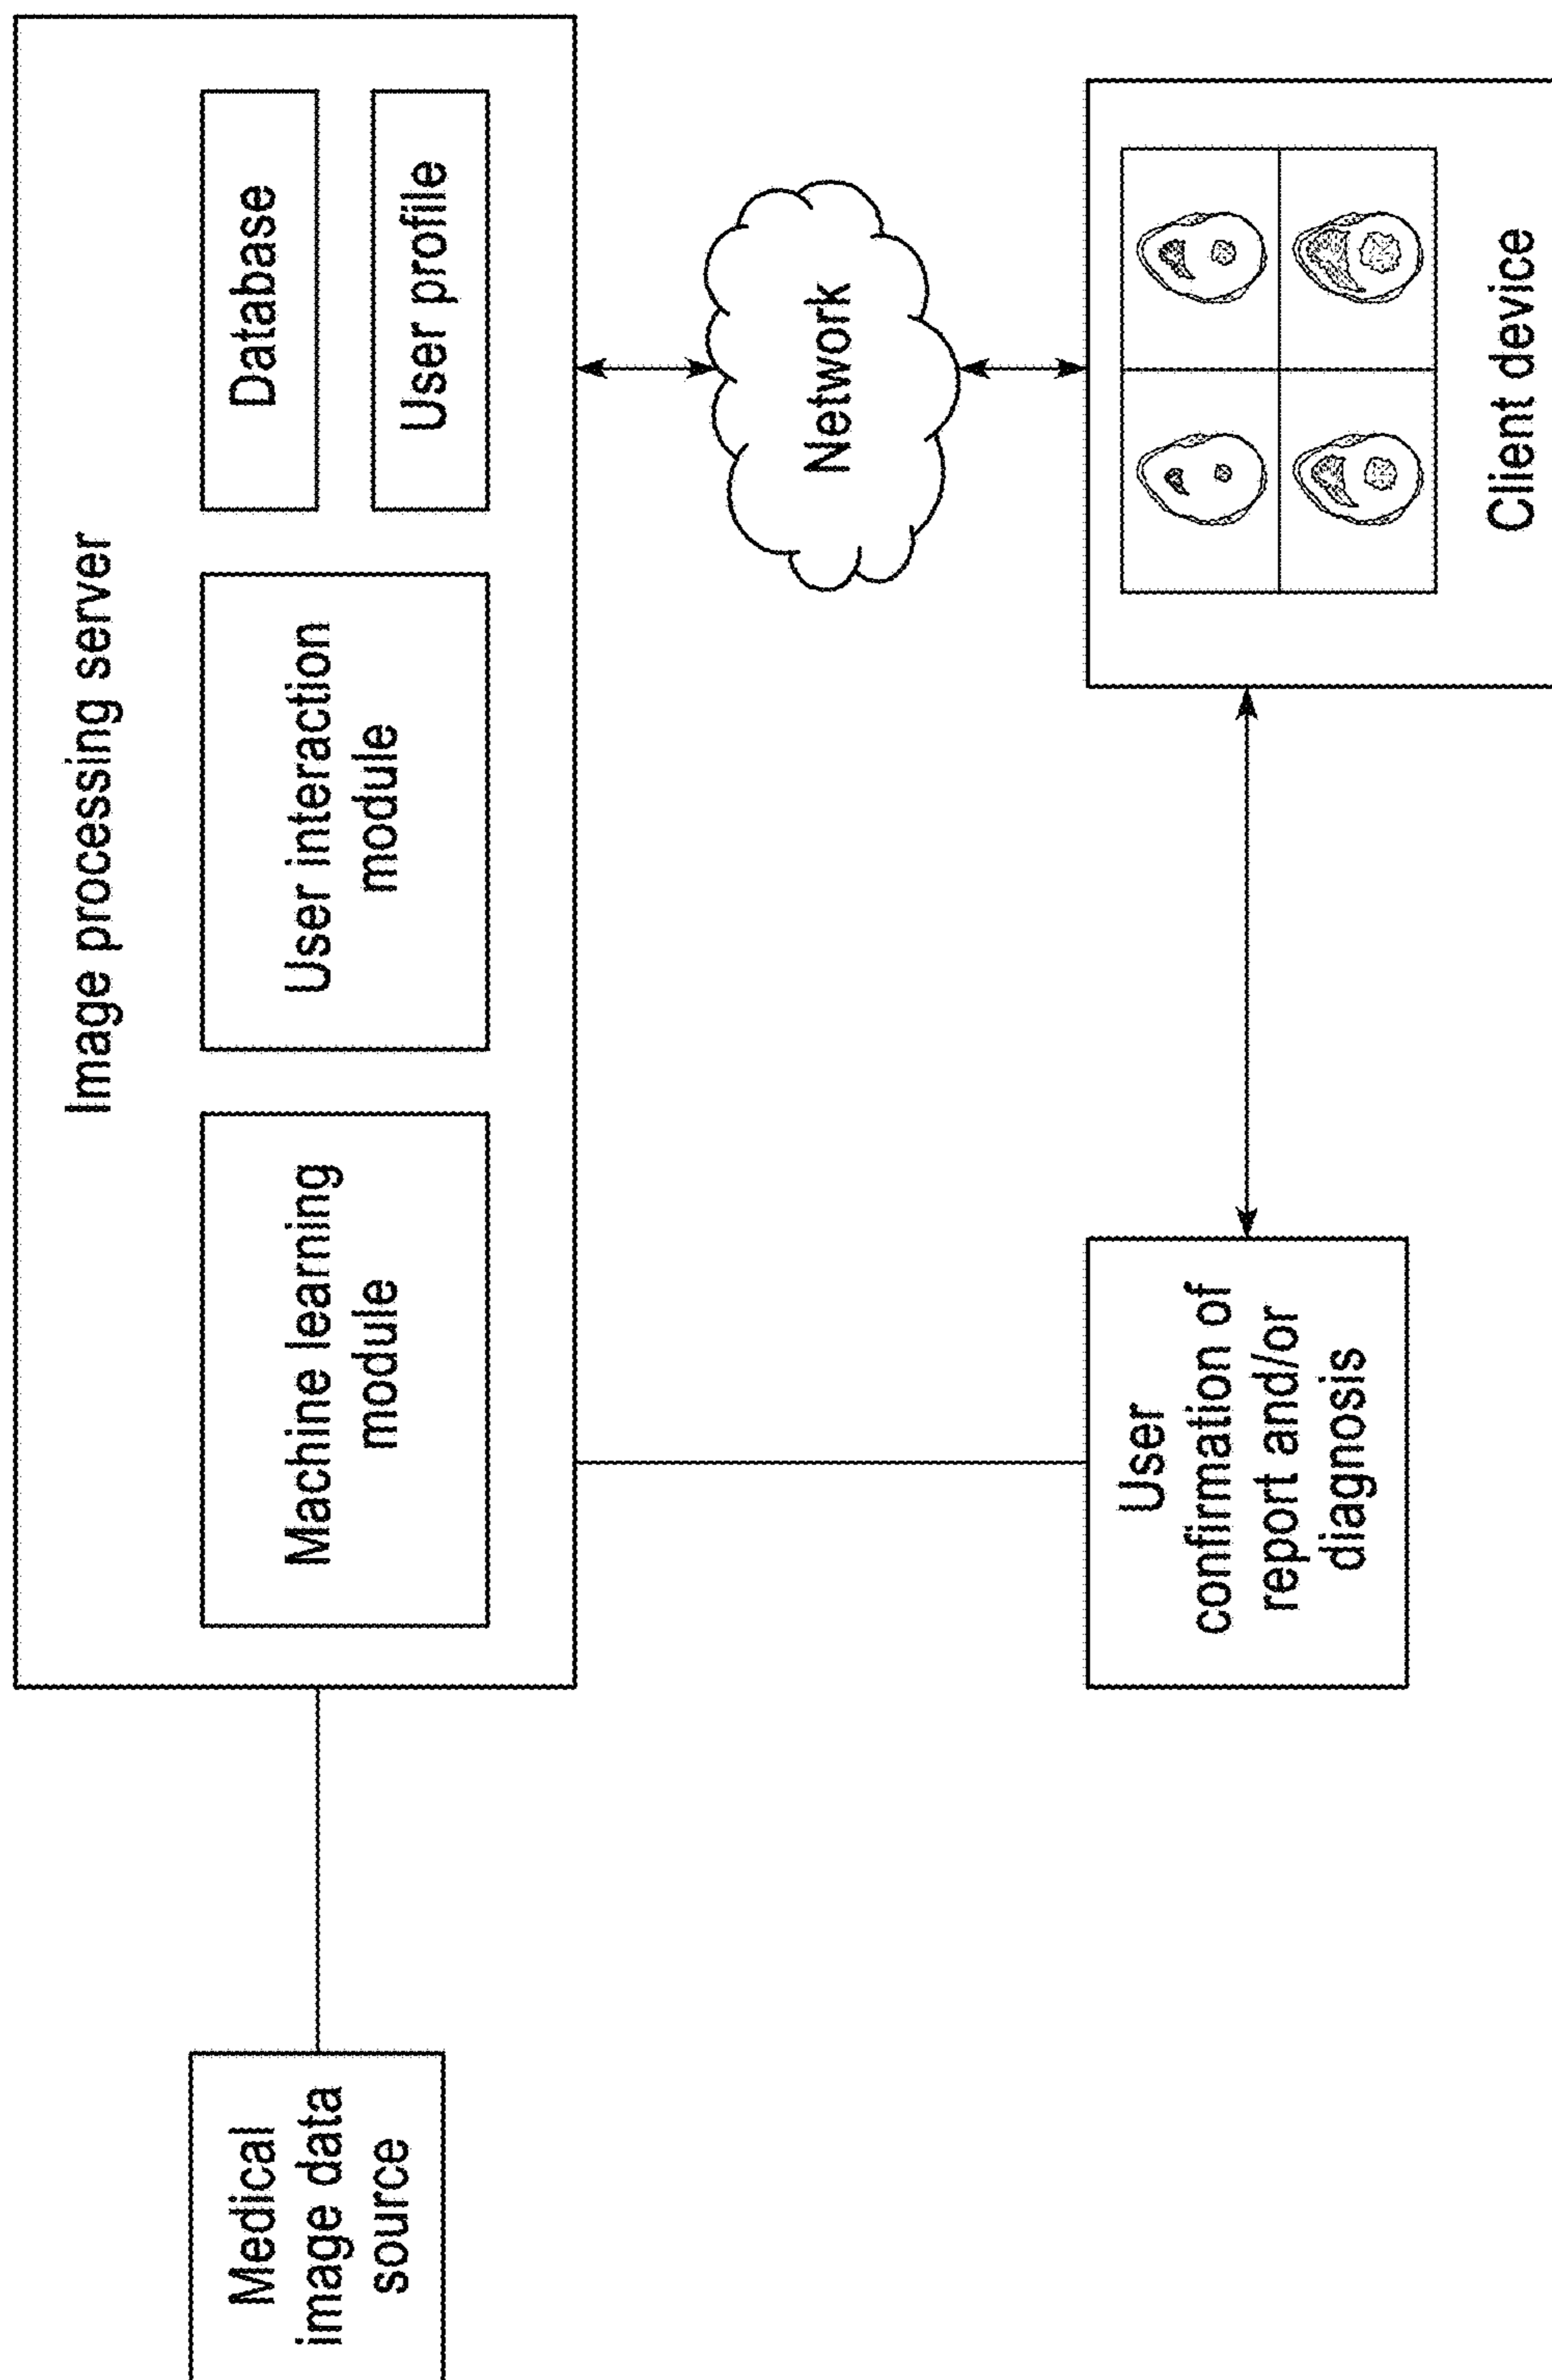 Image processing server
Medical
image data
source
Machine learning
module
User interaction
module
Database
User profile
Network
User
confirmation of
report and/or
diagnosis
Client device